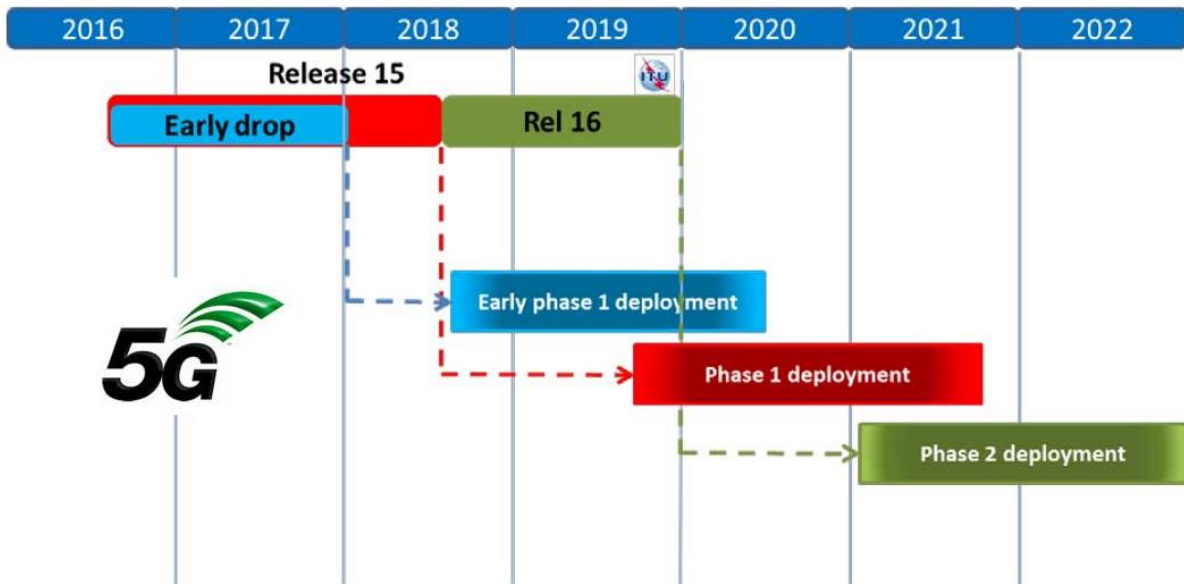 2016 2017 2018 2019 2020 2021 2022
Release 15
ITU
Early drop
Rel 16
Early phase 1 deployment
5G
Phase 1 deployment
Phase 2 deployment